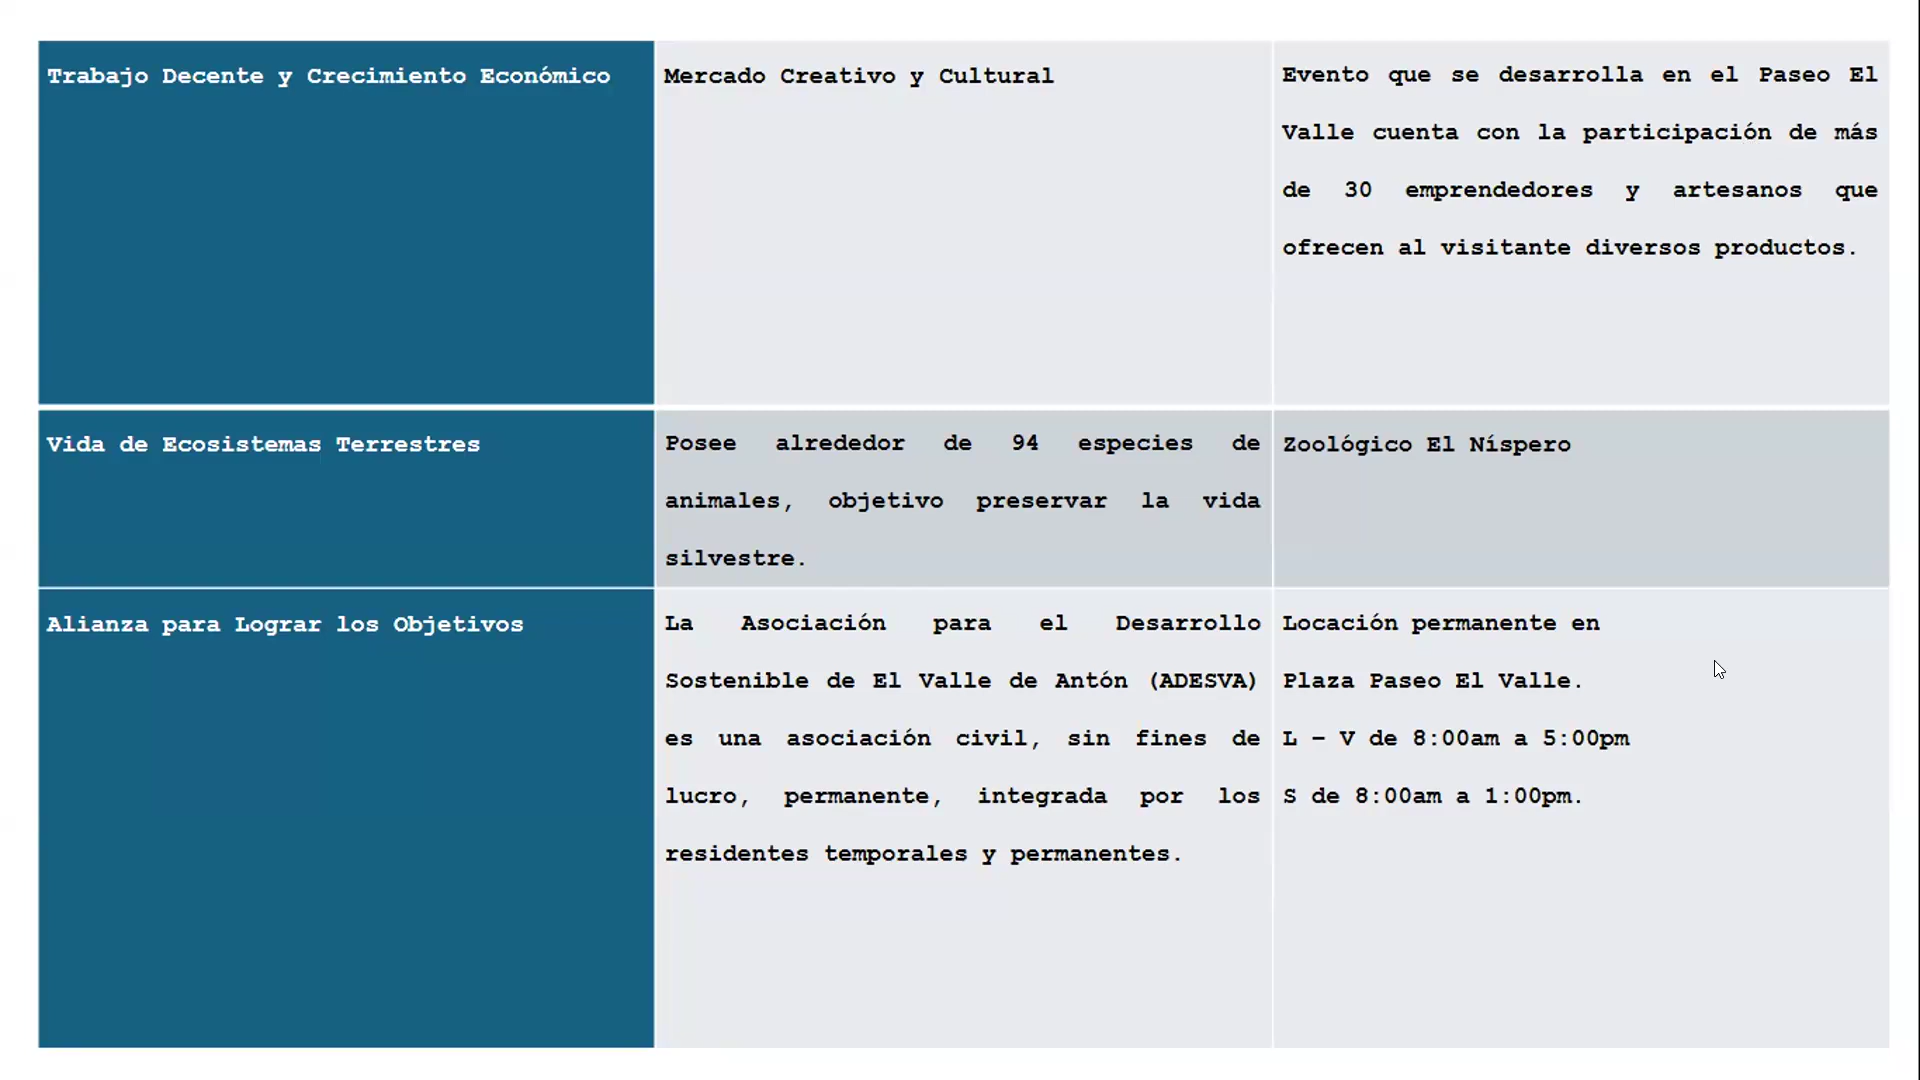 Trabajo Decente y Crecimiento Económico
Mercado Creativo y Cultural
Evento que se desarrolla en el Paseo El
Valle cuenta con la participación de más
de 30 emprendedores y artesanos que
ofrecen al visitante diversos productos.
Vida de Ecosistemas Terrestres
Posee alrededor de 94 especies de
animales, objetivo preservar la vida
silvestre.
Zoológico El Níspero
Alianza para Lograr los Objetivos
La Asociación para el Desarrollo
Sostenible de El Valle de Antón (ADESVA)
es una asociación civil, sin fines de
lucro, permanente, integrada por los
residentes temporales y permanentes.
Locación permanente en
Plaza Paseo El Valle.
L – V de 8:00am a 5:00pm
S de 8:00am a 1:00pm.